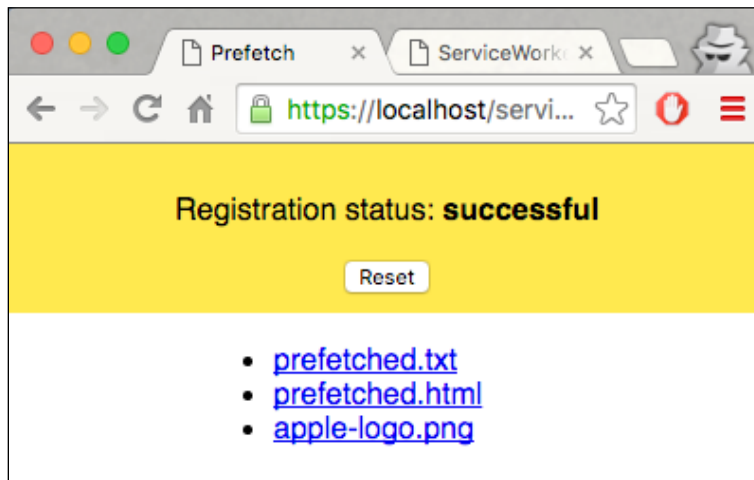 Prefetch
ServiceWork
https://localhost/servi...
Registration status: successful
Reset
prefetched.txt
prefetched.html
apple-logo.png